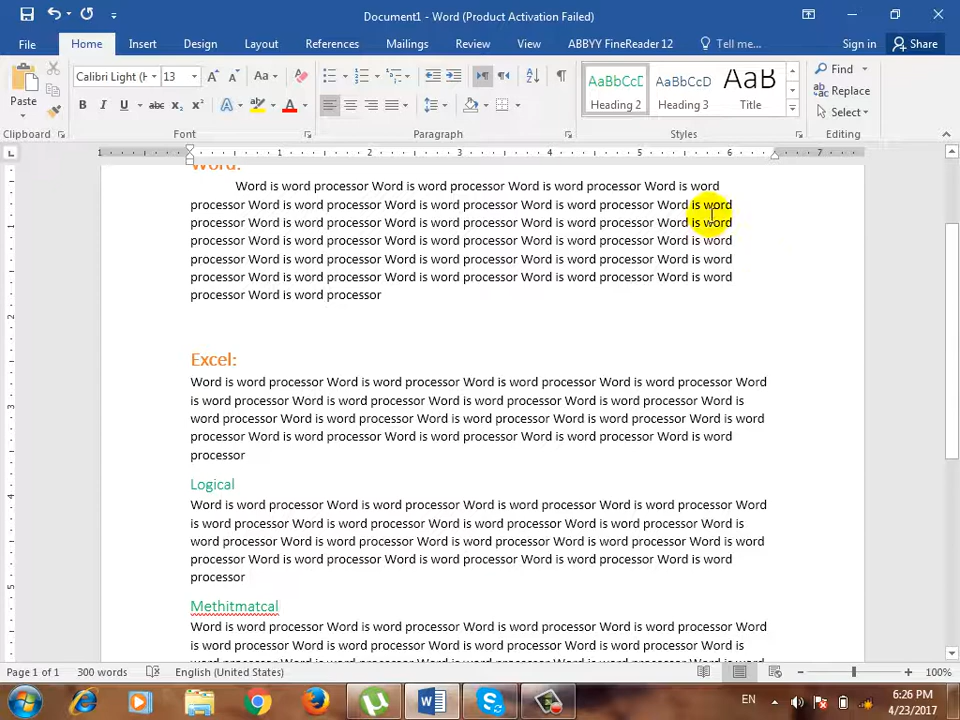 Document1 - Word (Product Activation Failed)
File Home Insert Design Layout References Mailings Review View ABBYY FineReader 12 Tell me... Sign in Share
Calibri Light (H 13 Aa
AaBbCcD AaBbCcD AaB
Find
Paste
B I U abc x₂ x² A A
Heading 2 Heading 3 Title
Replace
Select
Clipboard Font Paragraph Styles Editing
1 1 2 3 4 5 6 7
Word:
Word is word processor Word is word processor Word is word processor Word is word
processor Word is word processor Word is word processor Word is word processor Word is word
processor Word is word processor Word is word processor Word is word processor Word is word
processor Word is word processor Word is word processor Word is word processor Word is word
processor Word is word processor Word is word processor Word is word processor Word is word
processor Word is word processor Word is word processor Word is word processor Word is word
processor Word is word processor
Excel:
Word is word processor Word is word processor Word is word processor Word is word processor Word
is word processor Word is word processor Word is word processor Word is word processor Word is
word processor Word is word processor Word is word processor Word is word processor Word is word
processor Word is word processor Word is word processor Word is word processor Word is word
processor
Logical
Word is word processor Word is word processor Word is word processor Word is word processor Word
is word processor Word is word processor Word is word processor Word is word processor Word is
word processor Word is word processor Word is word processor Word is word processor Word is word
processor Word is word processor Word is word processor Word is word processor Word is word
processor
Methitmatcal
Word is word processor Word is word processor Word is word processor Word is word processor Word
is word processor Word is word processor Word is word processor Word is word processor Word is
Page 1 of 1 300 words English (United States) 100%
EN
6:26 PM
4/23/2017